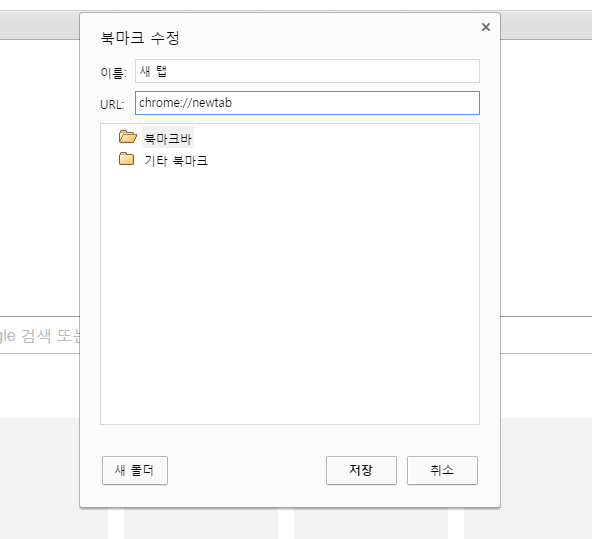 북마크 수정
이름: 새 탭
URL: chrome://newtab
북마크바
기타 북마크
gle 검색 또는
새 폴더 저장 취소